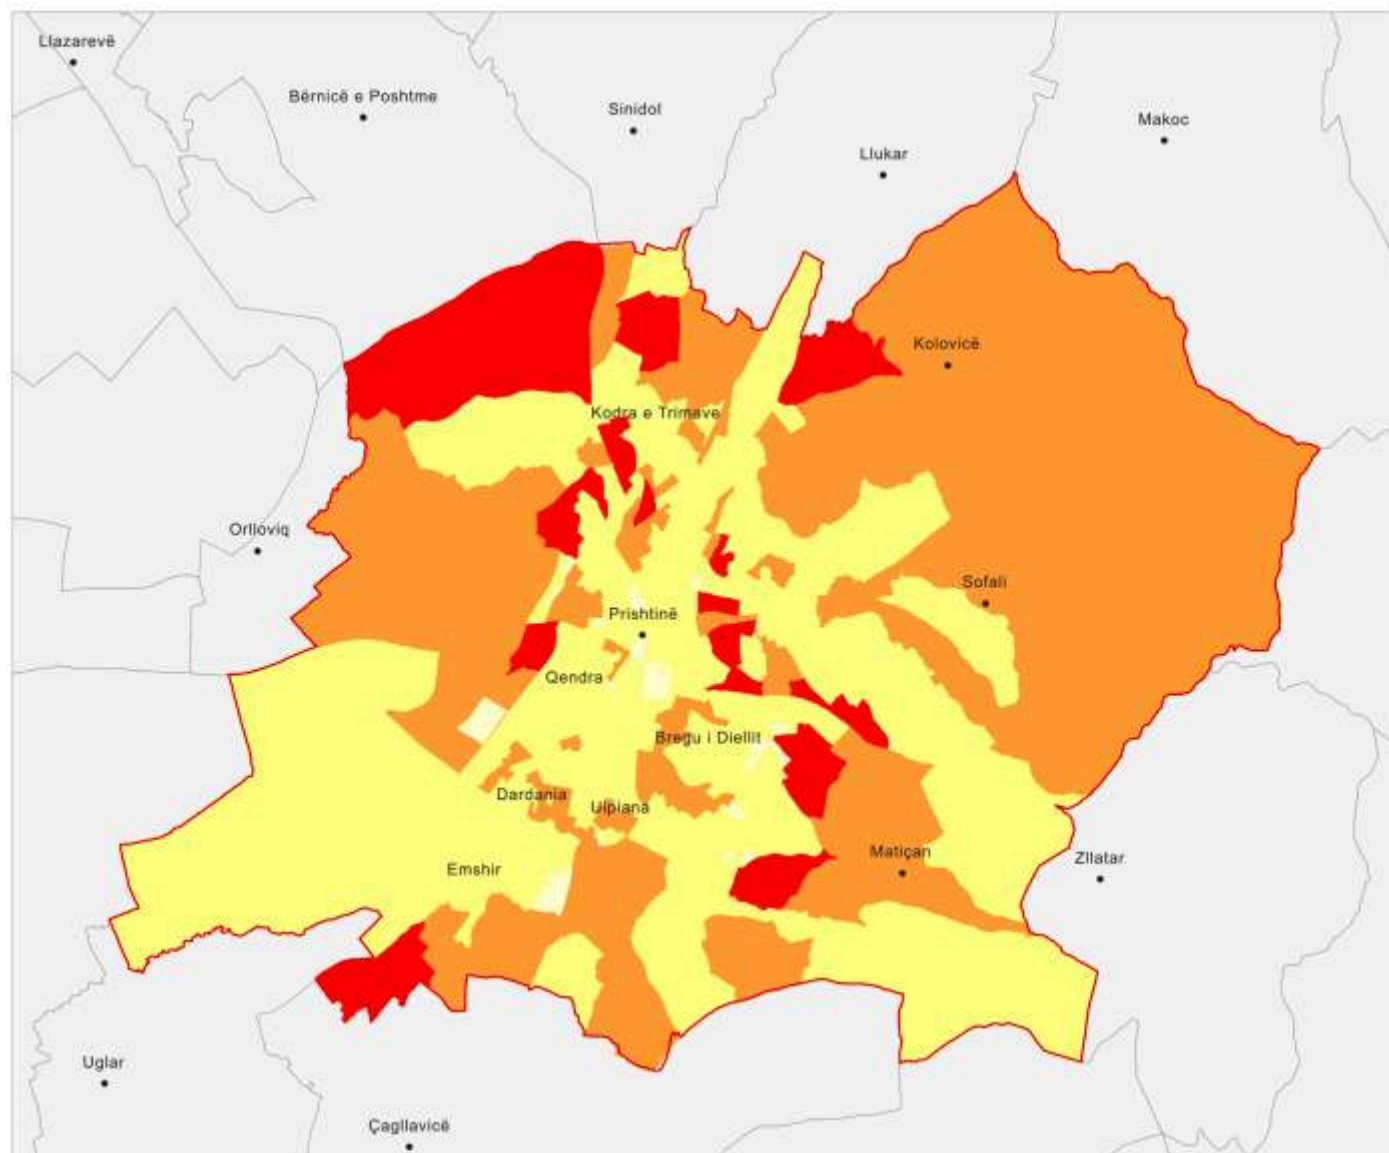 Llazarevë
Bërnicë e Poshtme
Sinidol
Makoc
Llukar
Kolovicë
Kodra e Trimave
Orlloviq
Sofali
Prishtinë
Qendra
Bregu i Diellit
Dardania
Ulpiana
Matiçan
Zllatar
Emshir
Uglar
Çagllavicë